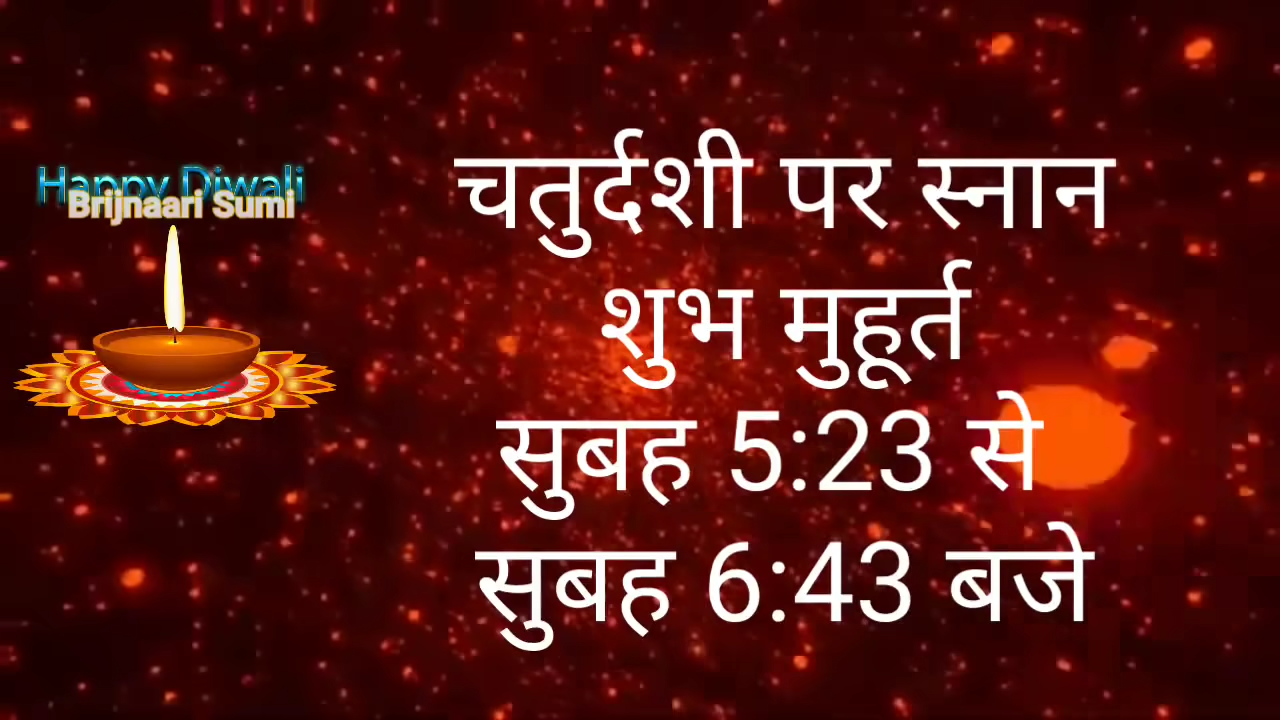 Happy Diwali
Brijnaari Sumi
चतुर्दशी पर स्नान
शुभ मुहूर्त
सुबह 5:23 से
सुबह 6:43 बजे